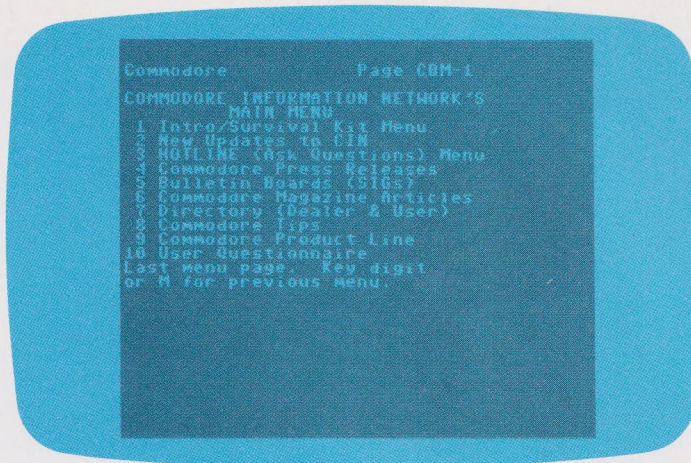 Commodore Page CBM-1
COMMODORE INFORMATION NETWORK'S
MAIN MENU
1 Intro/Survival Kit Menu
2 New Updates to CIN
3 HOTLINE (Ask Questions) Menu
4 Commodore Press Releases
5 Bulletin Boards (SIGs)
6 Commodore Magazine Articles
7 Directory (Dealer & User)
8 Commodore Tips
9 Commodore Product Line
10 User Questionnaire
Last menu page. Key digit
or M for previous menu.